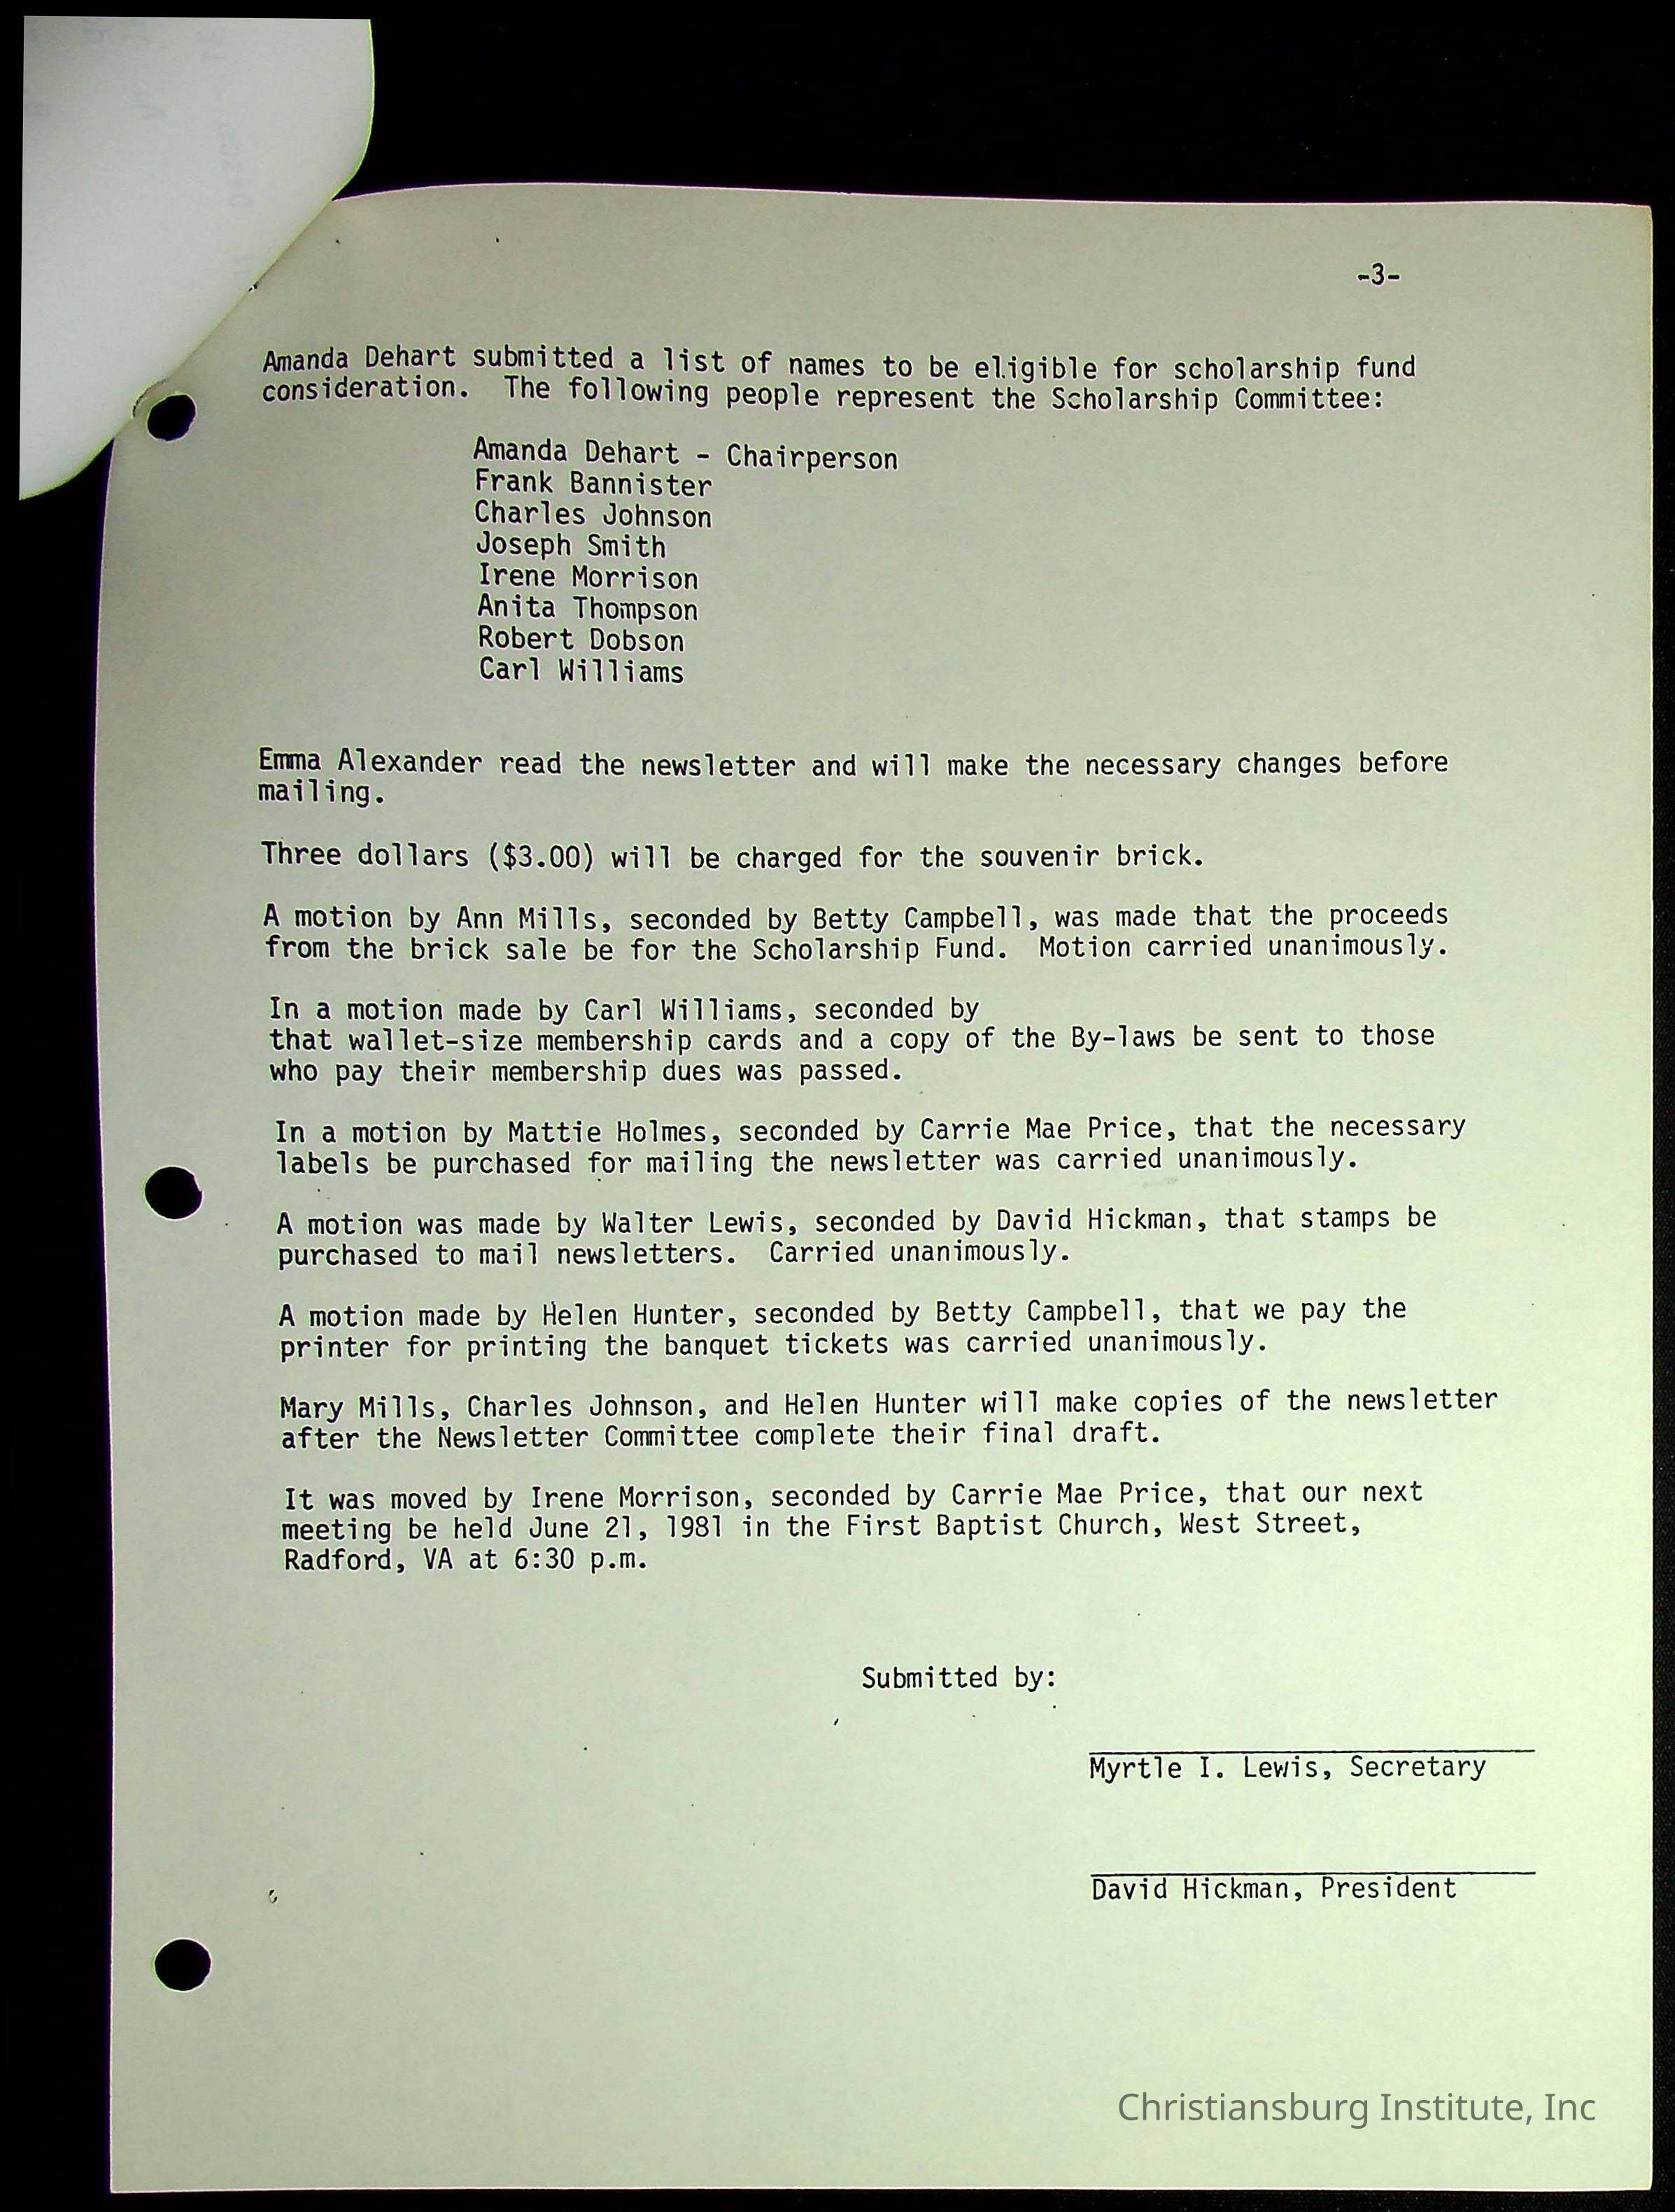 -3-
Amanda Dehart submitted a list of names to be eligible for scholarship fund
consideration.  The following people represent the Scholarship Committee:
Amanda Dehart - Chairperson
Frank Bannister
Charles Johnson
Joseph Smith
Irene Morrison
Anita Thompson
Robert Dobson
Carl Williams
Emma Alexander read the newsletter and will make the necessary changes before
mailing.
Three dollars ($3.00) will be charged for the souvenir brick.
A motion by Ann Mills, seconded by Betty Campbell, was made that the proceeds
from the brick sale be for the Scholarship Fund.  Motion carried unanimously.
In a motion made by Carl Williams, seconded by
that wallet-size membership cards and a copy of the By-laws be sent to those
who pay their membership dues was passed.
In a motion by Mattie Holmes, seconded by Carrie Mae Price, that the necessary
labels be purchased for mailing the newsletter was carried unanimously.
A motion was made by Walter Lewis, seconded by David Hickman, that stamps be
purchased to mail newsletters.  Carried unanimously.
A motion made by Helen Hunter, seconded by Betty Campbell, that we pay the
printer for printing the banquet tickets was carried unanimously.
Mary Mills, Charles Johnson, and Helen Hunter will make copies of the newsletter
after the Newsletter Committee complete their final draft.
It was moved by Irene Morrison, seconded by Carrie Mae Price, that our next
meeting be held June 21, 1981 in the First Baptist Church, West Street,
Radford, VA at 6:30 p.m.
Submitted by:
Myrtle I. Lewis, Secretary
David Hickman, President
Christiansburg Institute, Inc